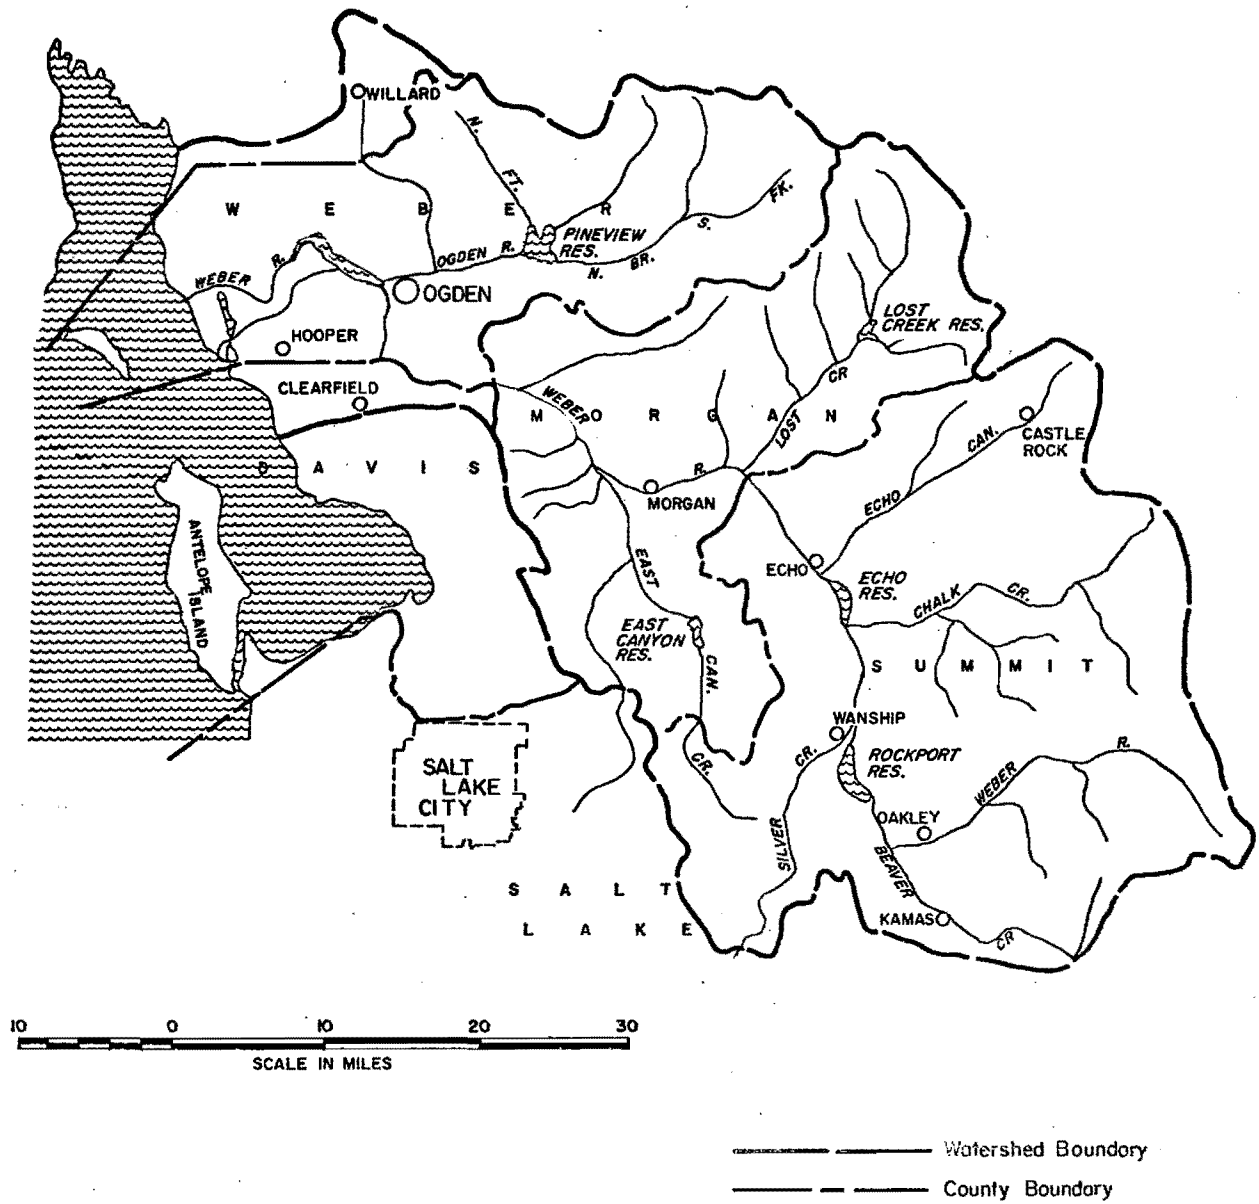 WILLARD
N.
FT.
W E B E R
FK.
S.
PINEVIEW
RES.
OGDEN R.
N. BR.
WEBER R.
OGDEN
HOOPER
CLEARFIELD
LOST
CREEK RES.
LOST CR
WEBER R.
M O R G A N
CASTLE
ROCK
ECHO CAN.
D A V I S
MORGAN
ANTELOPE
ISLAND
EAST CAN. CR.
EAST
CANYON
RES.
ECHO
ECHO
RES.
CHALK CR.
S U M M I T
WANSHIP
ROCKPORT
RES.
SILVER CR.
WEBER R.
OAKLEY
BEAVER CR
KAMAS
SALT
LAKE
CITY
S A L T
L A K E
10 0 10 20 30
SCALE IN MILES
Watershed Boundary
County Boundary